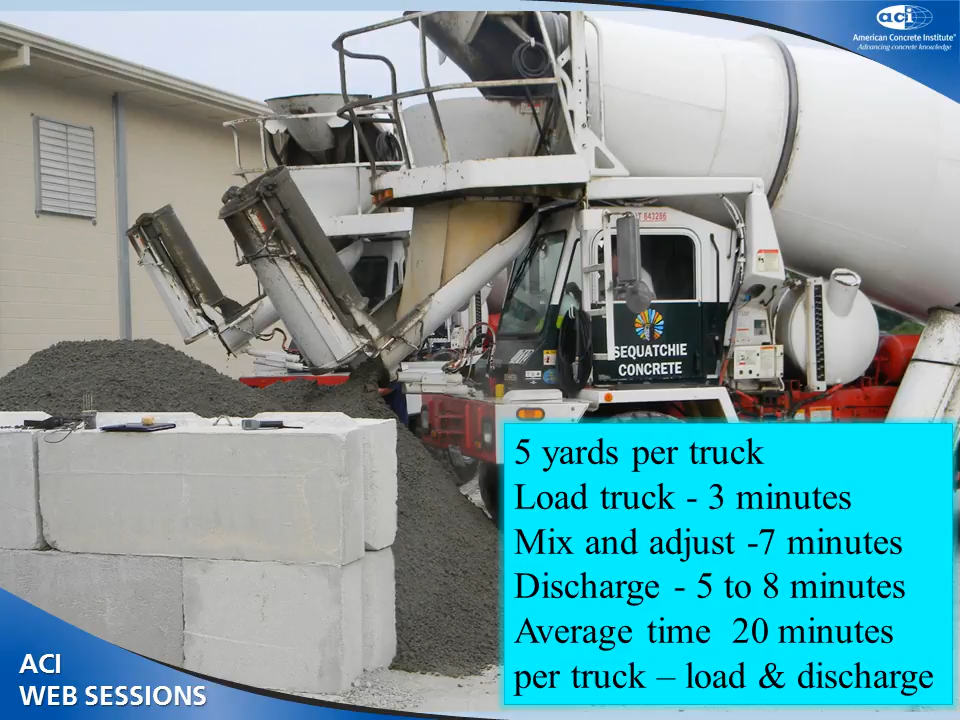 aci
American Concrete Institute®
Advancing concrete knowledge
SEQUATCHIE
CONCRETE
5 yards per truck
Load truck - 3 minutes
Mix and adjust -7 minutes
Discharge - 5 to 8 minutes
Average time 20 minutes
per truck – load & discharge
ACI
WEB SESSIONS